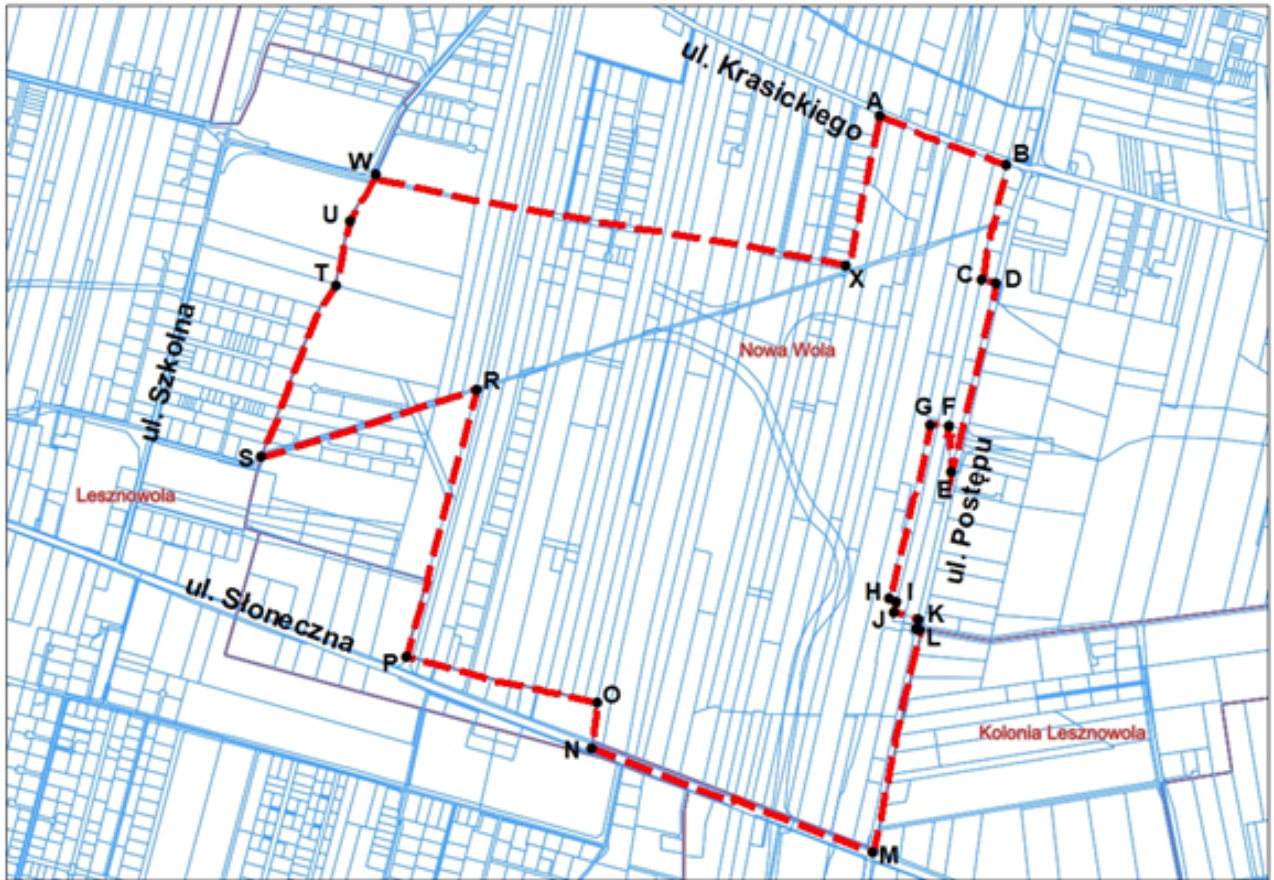 ul. Krasickiego
A
B
W
U
X
C
D
T
ul. Szkolna
Nowa Wola
R
G
F
S
E
Lesznowola
ul. Postępu
ul. Słoneczna
H
I
J
K
L
P
O
N
Kolonia Lesznowola
M